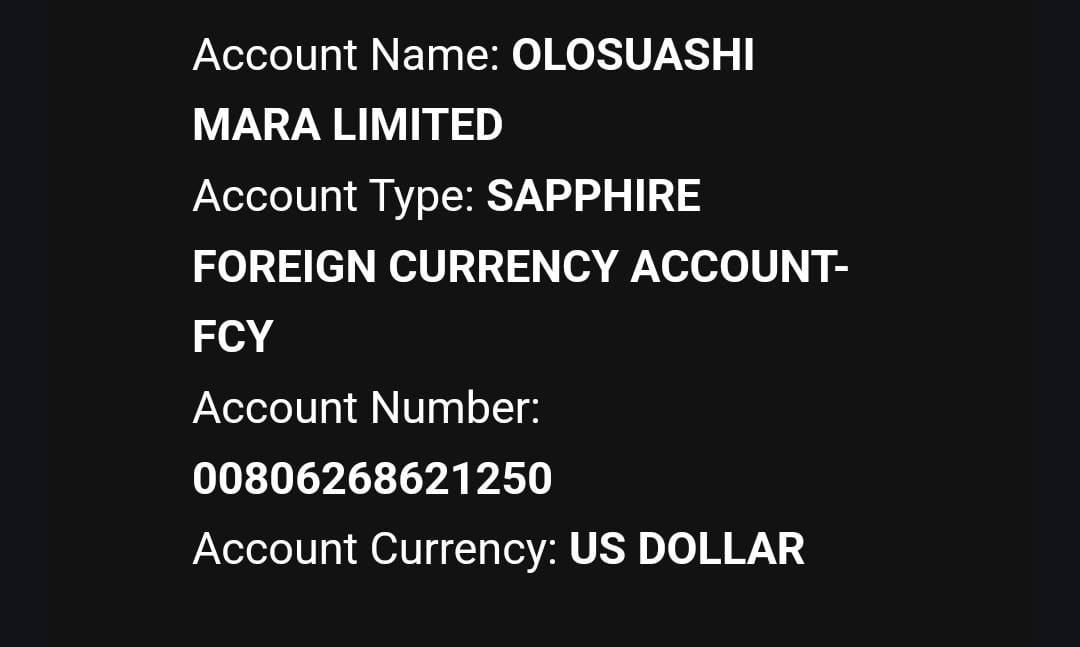 Account Name: OLOSUASHI
MARA LIMITED
Account Type: SAPPHIRE
FOREIGN CURRENCY ACCOUNT-
FCY
Account Number:
00806268621250
Account Currency: US DOLLAR